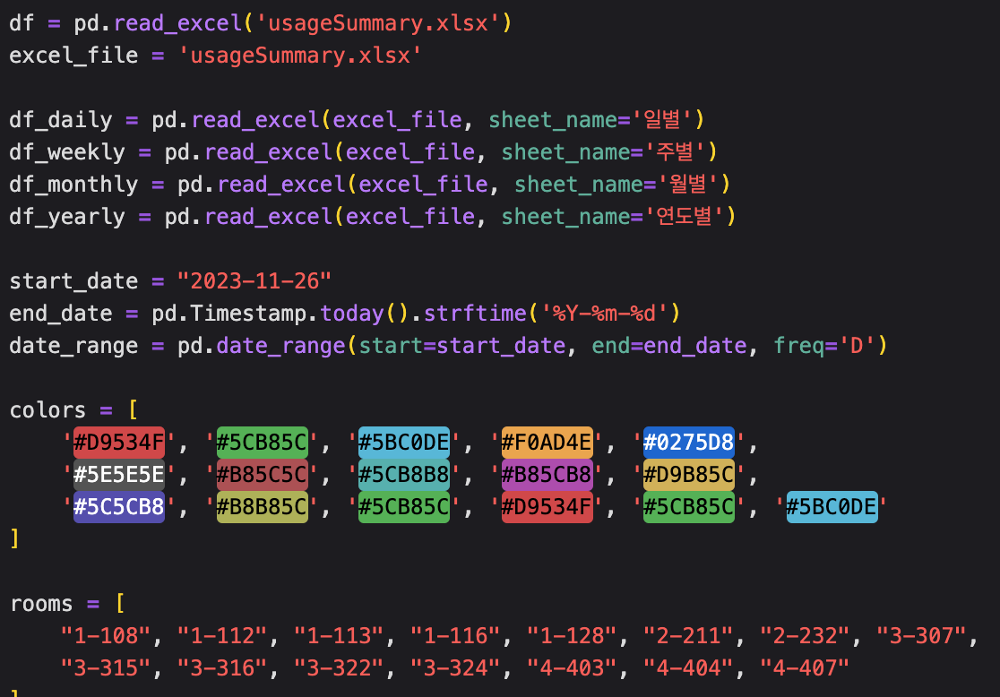 df = pd.read_excel('usageSummary.xlsx')
excel_file = 'usageSummary.xlsx'
df_daily = pd.read_excel(excel_file, sheet_name='일별')
df_weekly = pd.read_excel(excel_file, sheet_name='주별')
df_monthly = pd.read_excel(excel_file, sheet_name='월별')
df_yearly = pd.read_excel(excel_file, sheet_name='연도별')
start_date = "2023-11-26"
end_date = pd.Timestamp.today().strftime('%Y-%m-%d')
date_range = pd.date_range(start=start_date, end=end_date, freq='D')
colors = [
'#D9534F', '#5CB85C', '#5BC0DE', '#F0AD4E', '#0275D8',
'#5E5E5E', '#B85C5C', '#5CB8B8', '#B85CB8', '#D9B85C',
'#5C5CB8', '#B8B85C', '#5CB85C', '#D9534F', '#5CB85C', '#5BC0DE'
]
rooms = [
"1-108", "1-112", "1-113", "1-116", "1-128", "2-211", "2-232", "3-307",
"3-315", "3-316", "3-322", "3-324", "4-403", "4-404", "4-407"
]